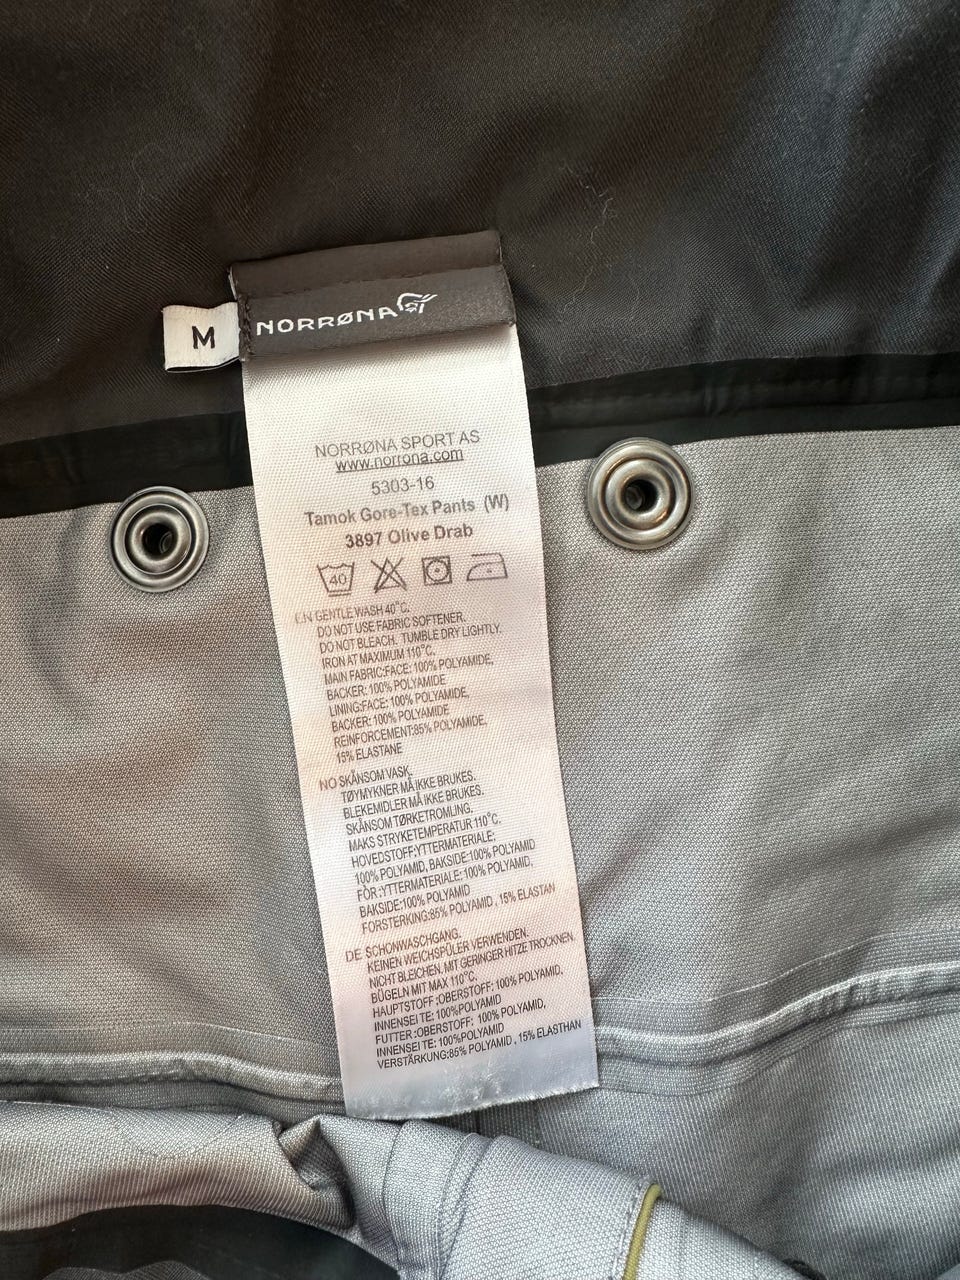 M
NORRØNA
NORRØNA SPORT AS
www.norrona.com
5303-16
Tamok Gore-Tex Pants (W)
3897 Olive Drab
40
EN GENTLE WASH 40°C.
DO NOT USE FABRIC SOFTENER.
DO NOT BLEACH. TUMBLE DRY LIGHTLY.
IRON AT MAXIMUM 110°C.
MAIN FABRIC:FACE: 100% POLYAMIDE,
BACKER: 100% POLYAMIDE
LINING:FACE: 100% POLYAMIDE,
BACKER: 100% POLYAMIDE
REINFORCEMENT:85% POLYAMIDE,
15% ELASTANE
NO SKÅNSOM VASK.
TØYMYKNER MÅ IKKE BRUKES.
BLEKEMIDLER MÅ IKKE BRUKES.
SKÅNSOM TØRKETROMLING.
MAKS STRYKETEMPERATUR 110°C.
HOVEDSTOFF:YTTERMATERIALE:
100% POLYAMID, BAKSIDE:100% POLYAMID
FÔR:YTTERMATERIALE:100% POLYAMID,
BAKSIDE:100% POLYAMID
FORSTERKING:85% POLYAMID , 15% ELASTAN
DE SCHONWASCHGANG.
KEINEN WEICHSPÜLER VERWENDEN.
NICHT BLEICHEN. MIT GERINGER HITZE TROCKNEN.
BÜGELN MIT MAX 110°C.
HAUPTSTOFF :OBERSTOFF: 100% POLYAMID,
INNENSEITE: 100%POLYAMID
FUTTER :OBERSTOFF: 100% POLYAMID,
INNENSEITE: 100%POLYAMID
VERSTÄRKUNG:85% POLYAMID , 15% ELASTHAN